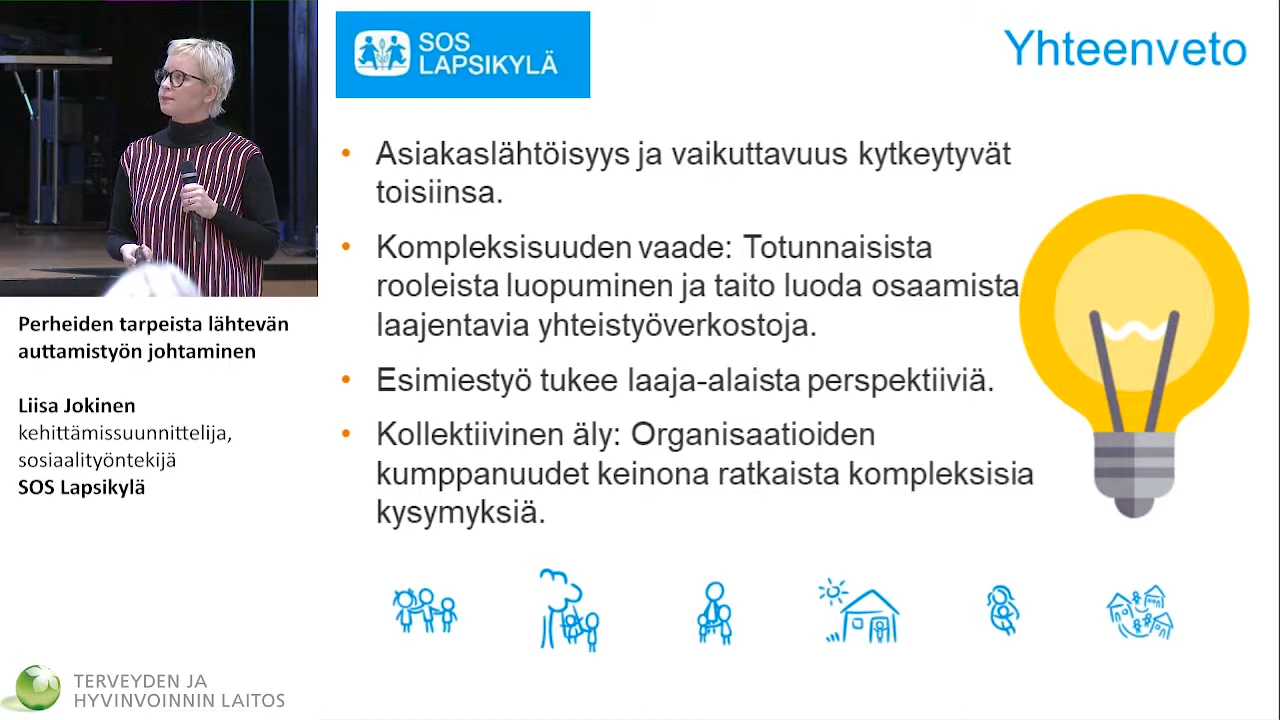 SOS
LAPSIKYLÄ
Yhteenveto
Asiakaslähtöisyys ja vaikuttavuus kytkeytyvät
toisiinsa.
Kompleksisuuden vaade: Totunnaisista
rooleista luopuminen ja taito luoda osaamista
laajentavia yhteistyöverkostoja.
Esimiestyö tukee laaja-alaista perspektiiviä.
Kollektiivinen äly: Organisaatioiden
kumppanuudet keinona ratkaista kompleksisia
kysymyksiä.
Perheiden tarpeista lähtevän
auttamistyön johtaminen
Liisa Jokinen
kehittämissuunnittelija,
sosiaalityöntekijä
SOS Lapsikylä
TERVEYDEN JA
HYVINVOINNIN LAITOS